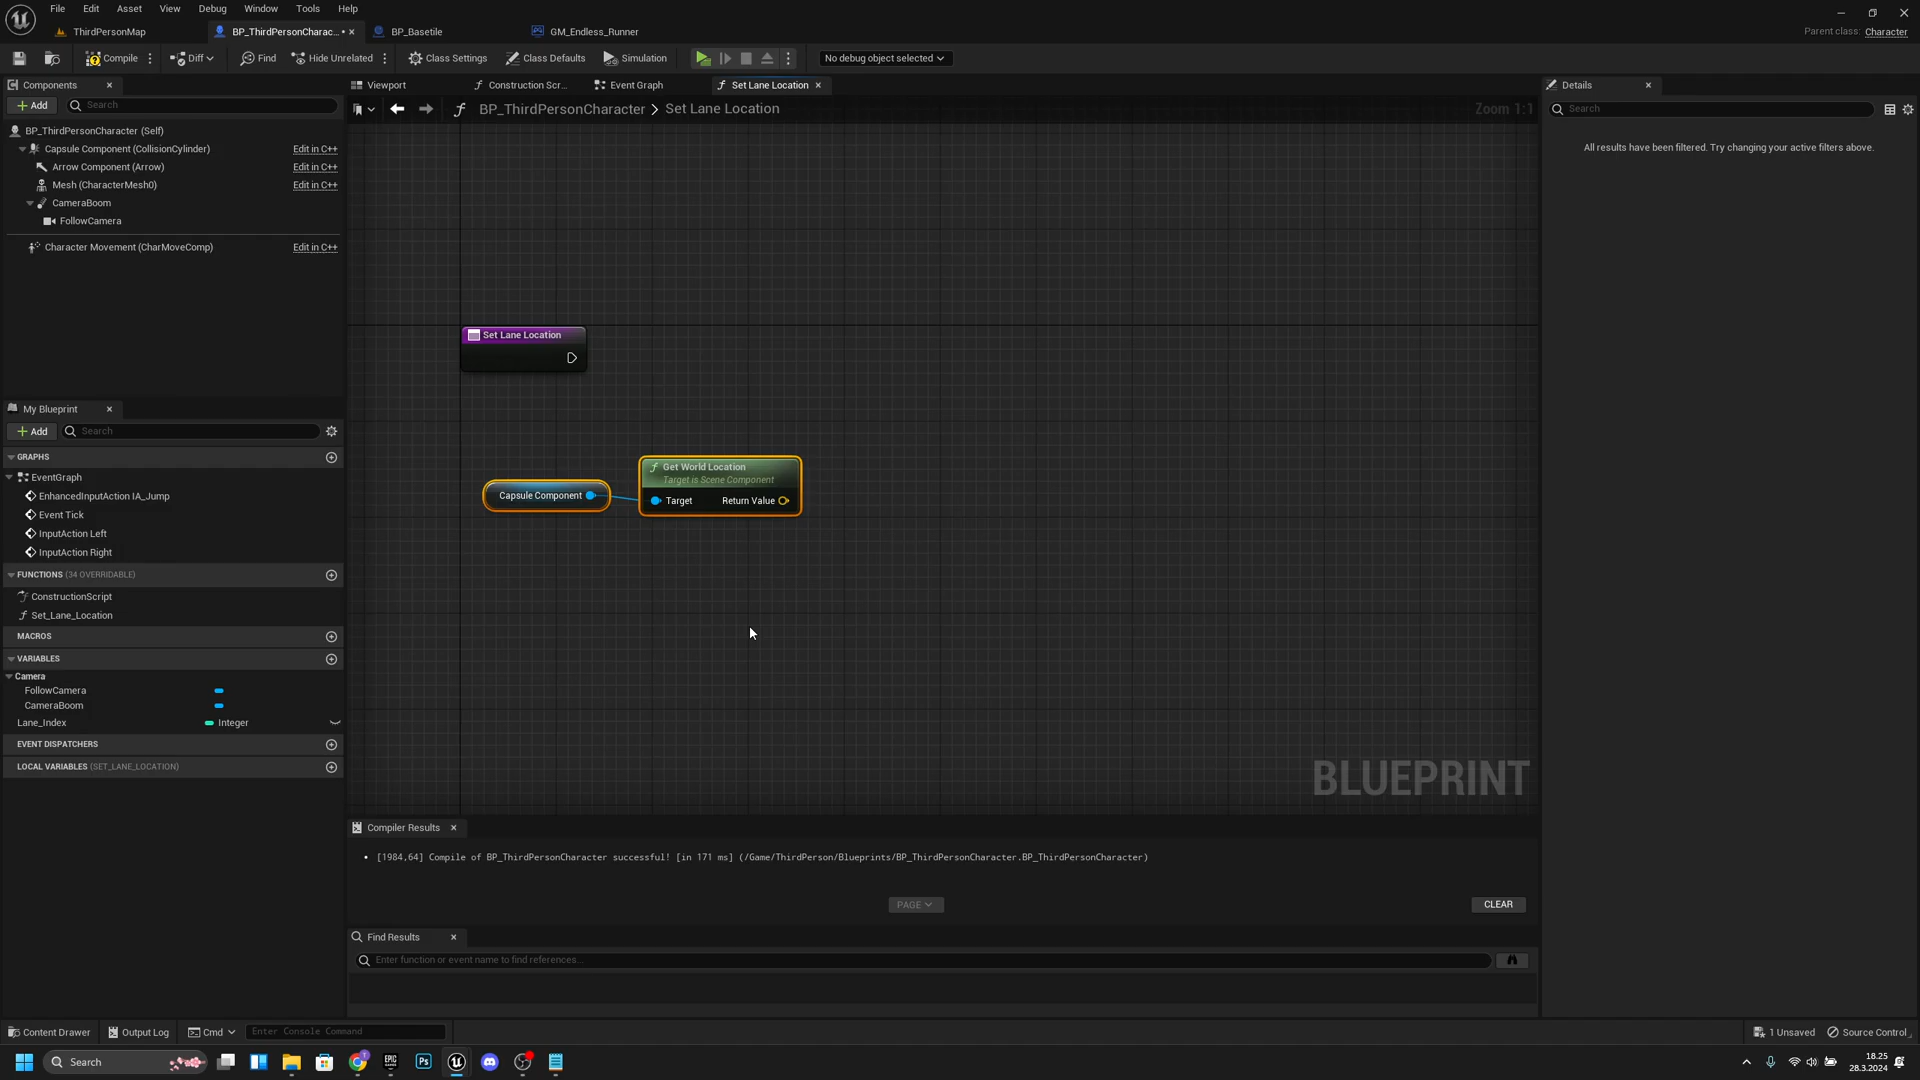 File Edit Asset View Debug Window Tools Help
ThirdPersonMap BP_ThirdPersonCharac... • BP_Basetile GM_Endless_Runner Parent class: Character
Compile Diff Find Hide Unrelated Class Settings Class Defaults Simulation No debug object selected
Components Viewport Construction Scr... Event Graph Set Lane Location Details
Add Search BP_ThirdPersonCharacter > Set Lane Location Zoom 1:1 Search
BP_ThirdPersonCharacter (Self)
Capsule Component (CollisionCylinder) Edit in C++
Arrow Component (Arrow) Edit in C++
Mesh (CharacterMesh0) Edit in C++
CameraBoom
FollowCamera
Character Movement (CharMoveComp) Edit in C++
All results have been filtered. Try changing your active filters above.
Set Lane Location
Capsule Component
Get World Location
Target is Scene Component
Target Return Value
BLUEPRINT
My Blueprint
Add Search
GRAPHS
EventGraph
EnhancedInputAction IA_Jump
Event Tick
InputAction Left
InputAction Right
FUNCTIONS (34 OVERRIDABLE)
ConstructionScript
Set_Lane_Location
MACROS
VARIABLES
Camera
FollowCamera
CameraBoom
Lane_Index Integer
EVENT DISPATCHERS
LOCAL VARIABLES (SET_LANE_LOCATION)
Compiler Results
• [1984,64] Compile of BP_ThirdPersonCharacter successful! [in 171 ms] (/Game/ThirdPerson/Blueprints/BP_ThirdPersonCharacter.BP_ThirdPersonCharacter)
PAGE CLEAR
Find Results
Enter function or event name to find references...
Content Drawer Output Log Cmd Enter Console Command 1 Unsaved Source Control
Search EPIC GAMES Ps 18.25
28.3.2024